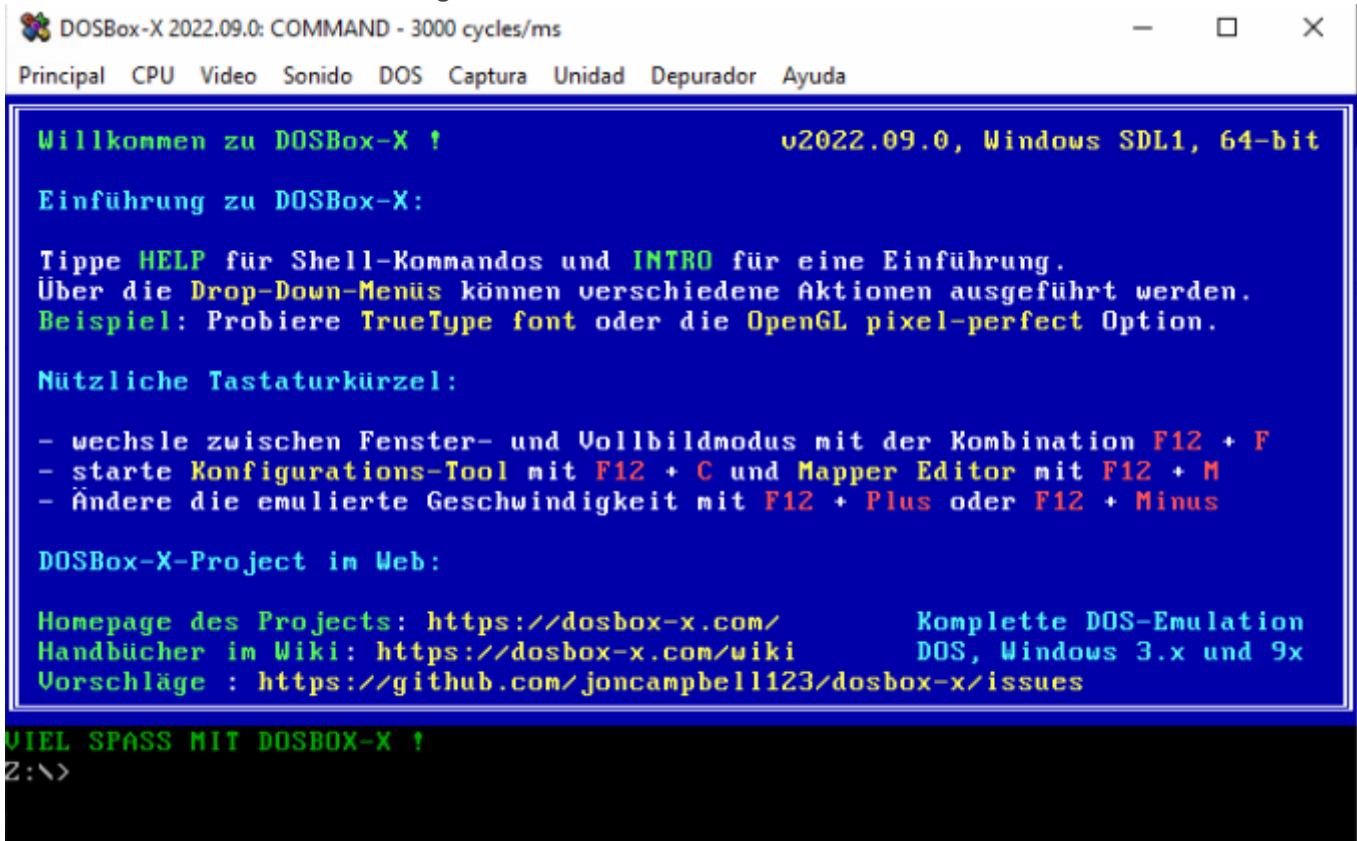 DOSBox-X 2022.09.0: COMMAND - 3000 cycles/ms
Principal CPU Video Sonido DOS Captura Unidad Depurador Ayuda
Willkommen zu DOSBox-X ! v2022.09.0, Windows SDL1, 64-bit
Einführung zu DOSBox-X:
Tippe HELP für Shell-Kommandos und INTRO für eine Einführung.
Über die Drop-Down-Menüs können verschiedene Aktionen ausgeführt werden.
Beispiel: Probiere TrueType font oder die OpenGL pixel-perfect Option.
Nützliche Tastaturkürzel:
- wechsle zwischen Fenster- und Vollbildmodus mit der Kombination F12 + F
- starte Konfigurations-Tool mit F12 + C und Mapper Editor mit F12 + M
- Ändere die emulierte Geschwindigkeit mit F12 + Plus oder F12 + Minus
DOSBox-X-Project im Web:
Homepage des Projects: https://dosbox-x.com/ Komplette DOS-Emulation
Handbücher im Wiki: https://dosbox-x.com/wiki DOS, Windows 3.x und 9x
Vorschläge : https://github.com/joncampbell123/dosbox-x/issues
VIEL SPASS MIT DOSBOX-X !
Z:\>